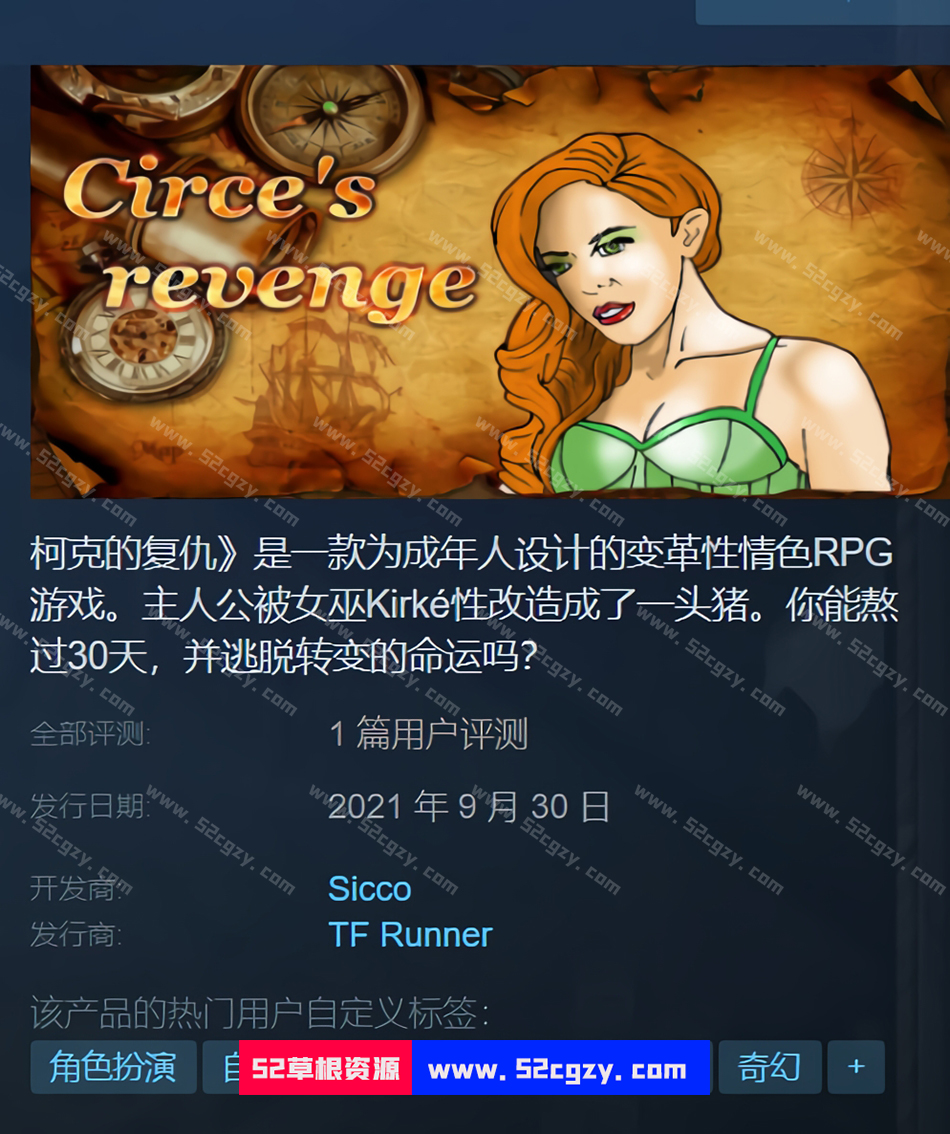 Circe's
revenge
柯克的复仇》是一款为成年人设计的变革性情色RPG
游戏。主人公被女巫Kirké性改造成了一头猪。你能熬
过30天，并逃脱转变的命运吗？
全部评测: 1 篇用户评测
发行日期: 2021 年 9 月 30 日
开发商: Sicco
发行商: TF Runner
该产品的热门用户自定义标签：
角色扮演 52草根资源 www.52cgzy.com 奇幻 +
www.52cgzy.com